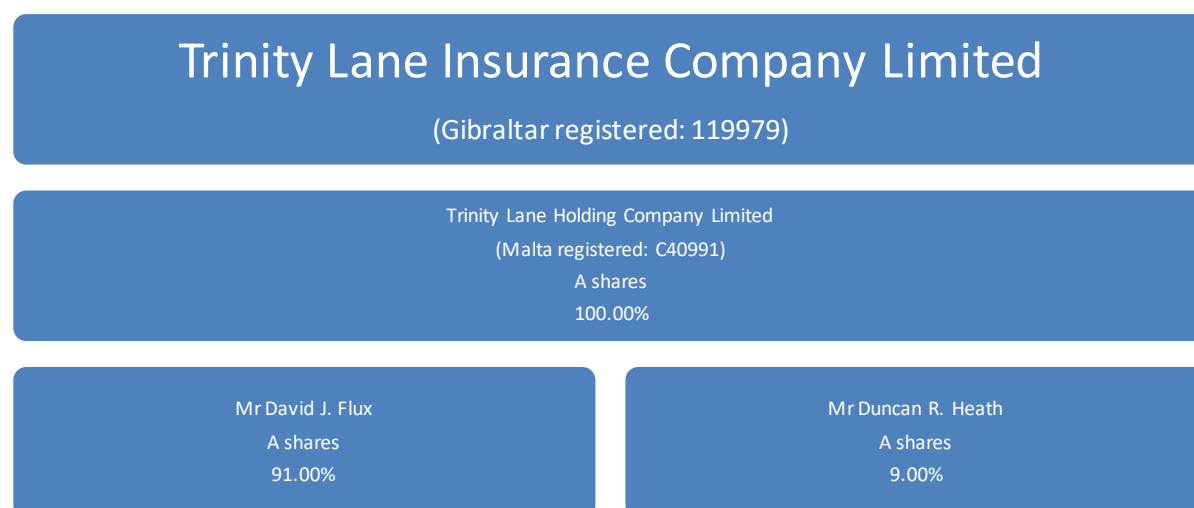 Trinity Lane Insurance Company Limited
(Gibraltar registered: 119979)
Trinity Lane Holding Company Limited
(Malta registered: C40991)
A shares
100.00%
Mr David J. Flux
A shares
91.00%
Mr Duncan R. Heath
A shares
9.00%